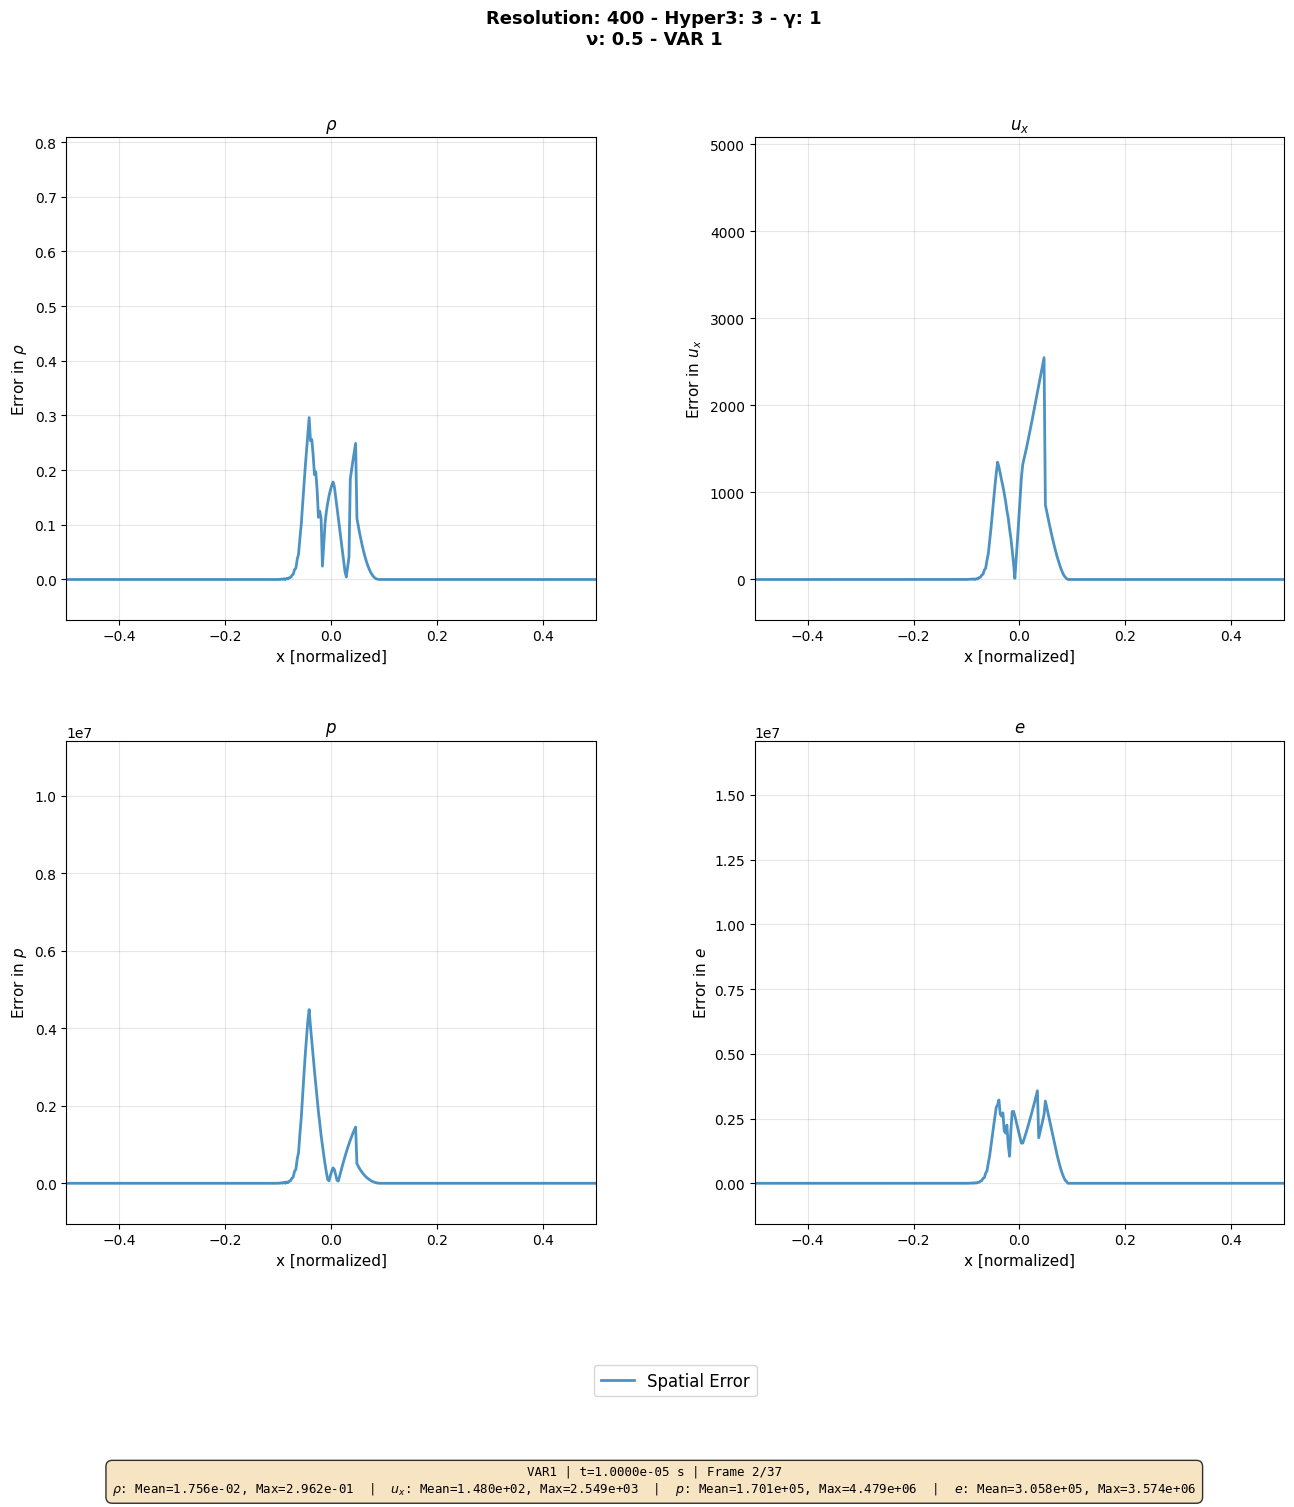 Resolution: 400 - Hyper3: 3 - γ: 1
ν: 0.5 - VAR 1
ρ
0.8
0.7
0.6
0.5
0.4
0.3
0.2
0.1
0.0
Error in ρ
−0.4 −0.2 0.0 0.2 0.4
x [normalized]
u_x
5000
4000
3000
2000
1000
0
Error in u_x
−0.4 −0.2 0.0 0.2 0.4
x [normalized]
p
1e7
1.0
0.8
0.6
0.4
0.2
0.0
Error in p
−0.4 −0.2 0.0 0.2 0.4
x [normalized]
e
1e7
1.50
1.25
1.00
0.75
0.50
0.25
0.00
Error in e
−0.4 −0.2 0.0 0.2 0.4
x [normalized]
Spatial Error
VAR1 | t=1.0000e-05 s | Frame 2/37
ρ: Mean=1.756e-02, Max=2.962e-01 | u_x: Mean=1.480e+02, Max=2.549e+03 | p: Mean=1.701e+05, Max=4.479e+06 | e: Mean=3.058e+05, Max=3.574e+06